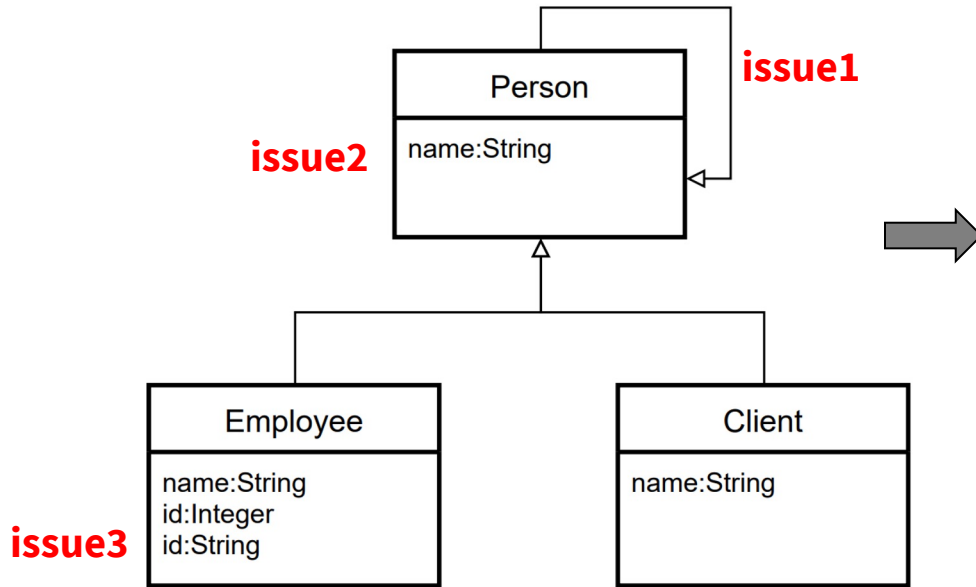 issue1
Person
issue2
name:String
Employee
Client
name:String
id:Integer
id:String
name:String
issue3